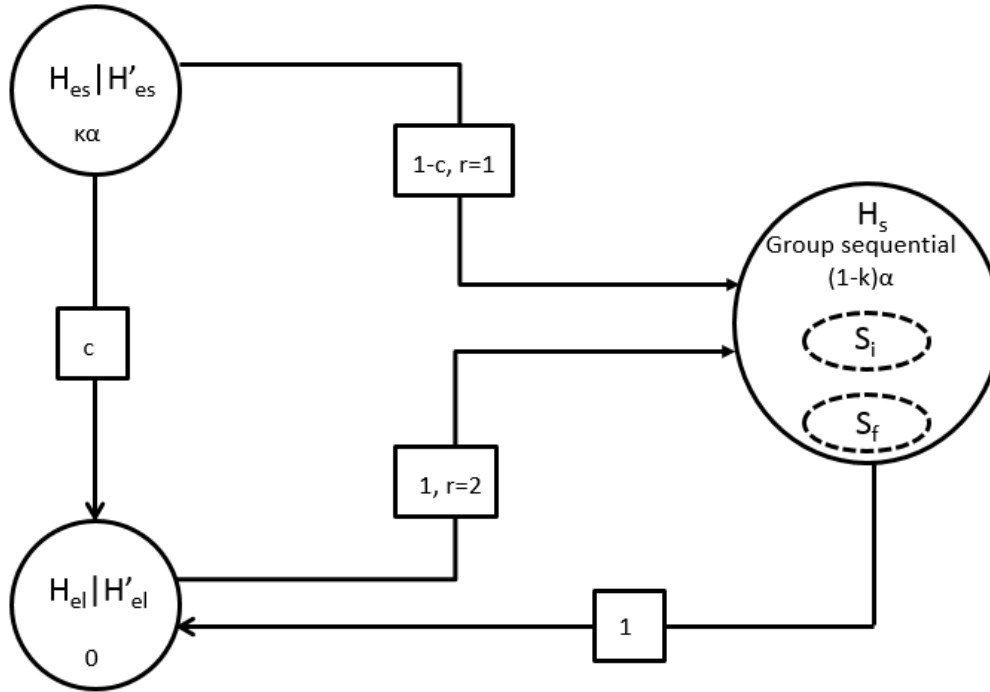 H_es|H'_es
κα
1-c, r=1
H_s
Group sequential
(1-k)α
S_i
c
S_f
1, r=2
H_el|H'_el
0
1